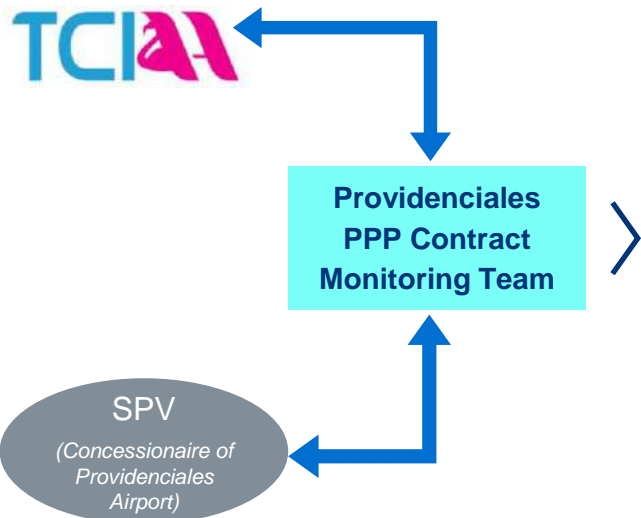 TCIAA
Providenciales
PPP Contract
Monitoring Team
SPV
(Concessionaire of
Providenciales
Airport)